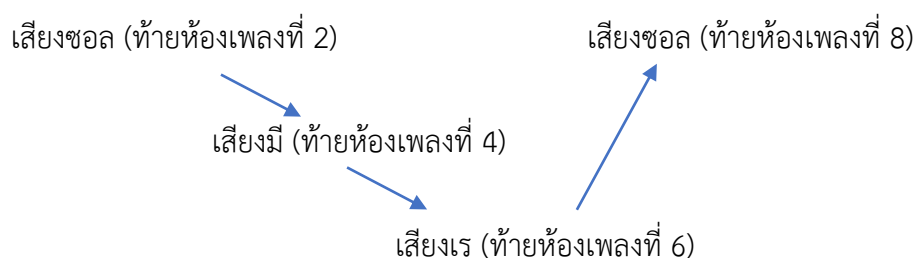 เสียงซอล (ท้ายห้องเพลงที่ 2) เสียงซอล (ท้ายห้องเพลงที่ 8)
เสียงมี (ท้ายห้องเพลงที่ 4)
เสียงเร (ท้ายห้องเพลงที่ 6)